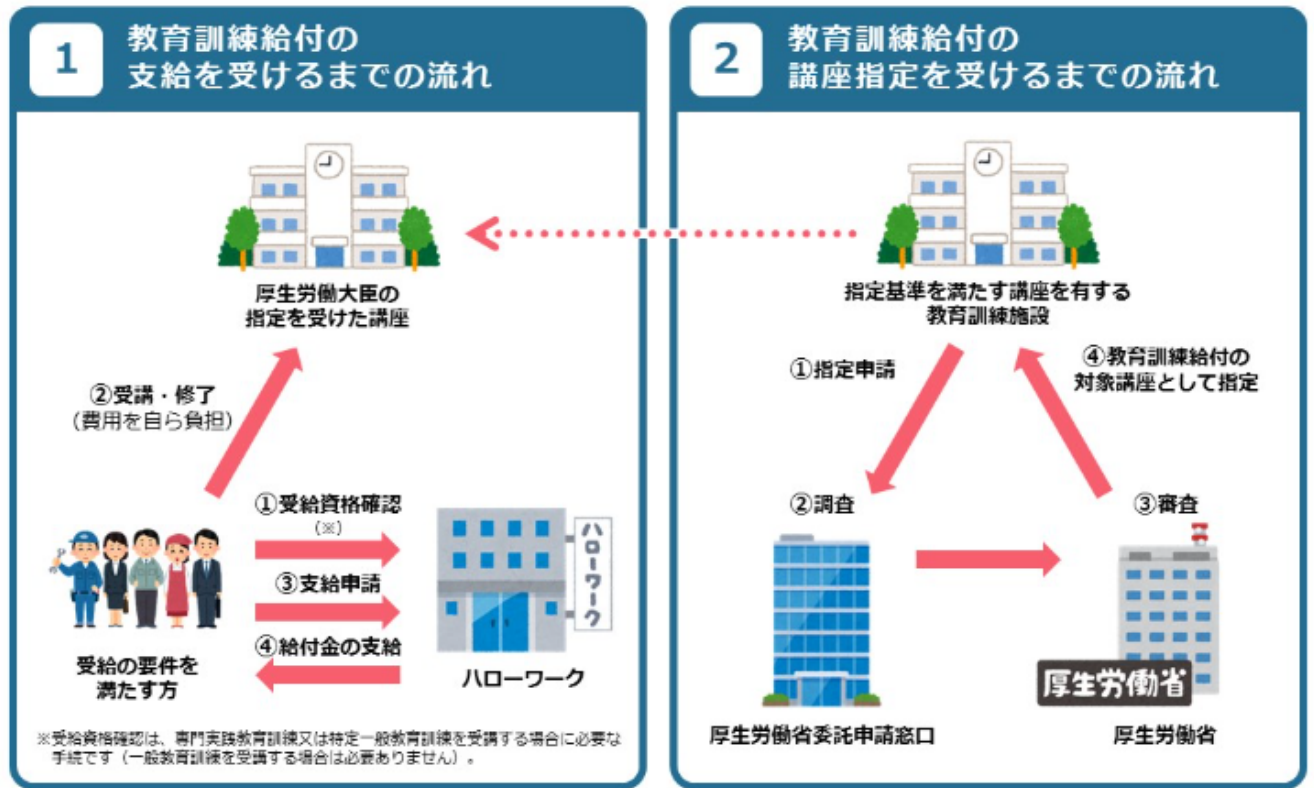 1
教育訓練給付の
支給を受けるまでの流れ
厚生労働大臣の
指定を受けた講座
②受講・修了
(費用を自ら負担)
①受給資格確認
(※)
③支給申請
④給付金の支給
受給の要件を
満たす方
ハローワーク
ハローワーク
※受給資格確認は、専門実践教育訓練又は特定一般教育訓練を受講する場合に必要な
手続です（一般教育訓練を受講する場合は必要ありません）。
2
教育訓練給付の
講座指定を受けるまでの流れ
指定基準を満たす講座を有する
教育訓練施設
①指定申請
④教育訓練給付の
対象講座として指定
②調査
③審査
厚生労働省
厚生労働省委託申請窓口
厚生労働省